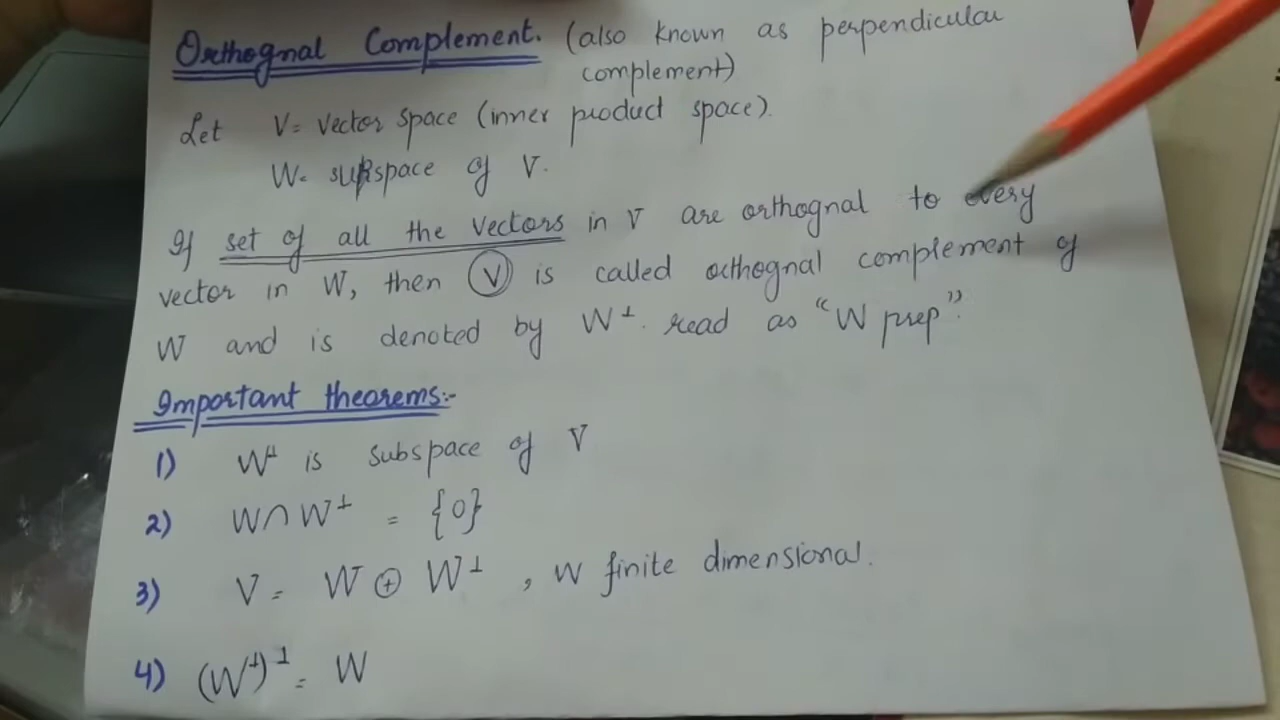 Orthognal Complement. (also known as perpendicular
complement)
Let V= Vector space (inner product space).
W= subspace of V.
If set of all the vectors in V are orthognal to every
vector in W, then V is called orthognal complement of
W and is denoted by W⊥. read as "W prep".
Important theorems:-
1) W⊥ is subspace of V
2) W∩W⊥ = {0}
3) V= W⊕W⊥, W finite dimensional.
4) (W⊥)⊥ = W